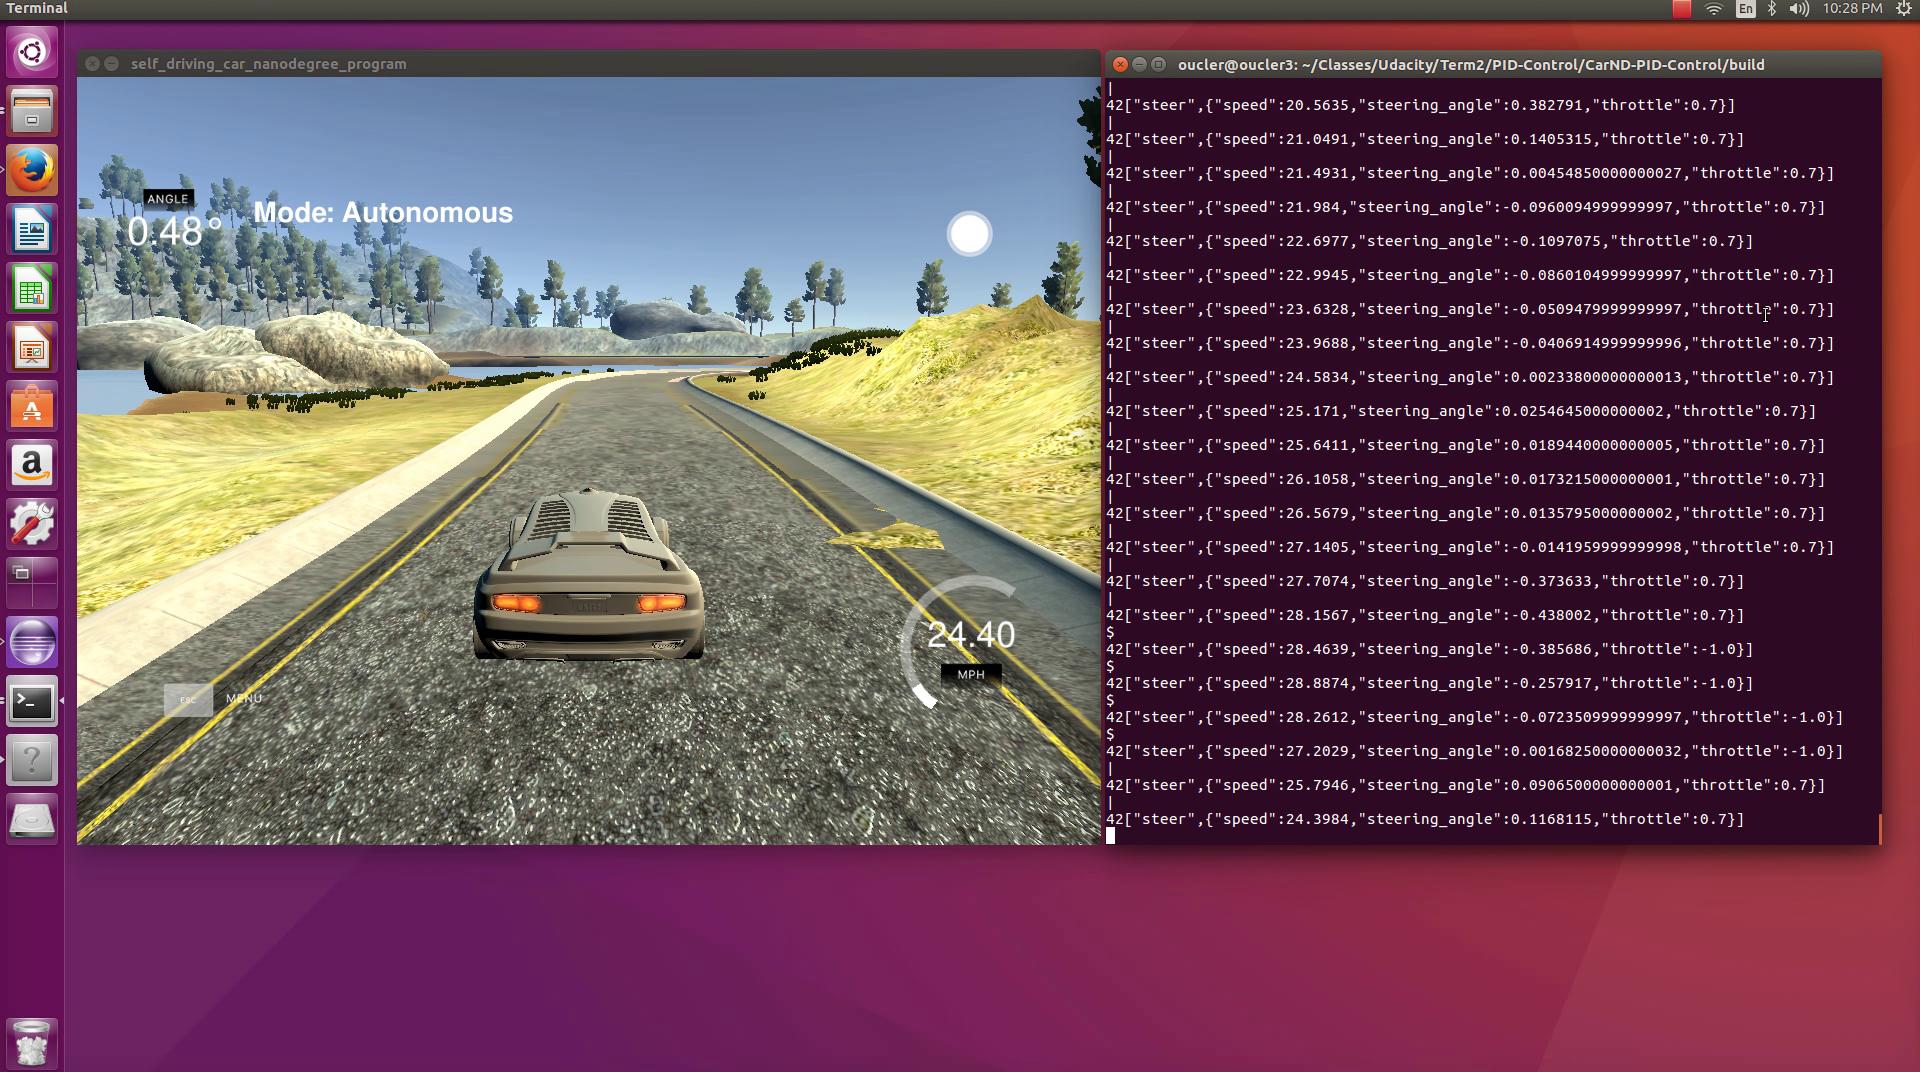 Terminal
En
10:28 PM
self_driving_car_nanodegree_program
ANGLE
0.48°
Mode: Autonomous
24.40
MPH
ESC
MENU
a
?
oucler@oucler3: ~/Classes/Udacity/Term2/PID-Control/CarND-PID-Control/build
|
42["steer",{"speed":20.5635,"steering_angle":0.382791,"throttle":0.7}]
|
42["steer",{"speed":21.0491,"steering_angle":0.1405315,"throttle":0.7}]
|
42["steer",{"speed":21.4931,"steering_angle":0.00454850000000027,"throttle":0.7}]
|
42["steer",{"speed":21.984,"steering_angle":-0.0960094999999997,"throttle":0.7}]
|
42["steer",{"speed":22.6977,"steering_angle":-0.1097075,"throttle":0.7}]
|
42["steer",{"speed":22.9945,"steering_angle":-0.0860104999999997,"throttle":0.7}]
|
42["steer",{"speed":23.6328,"steering_angle":-0.0509479999999997,"throttle":0.7}]
|
42["steer",{"speed":23.9688,"steering_angle":-0.0406914999999996,"throttle":0.7}]
|
42["steer",{"speed":24.5834,"steering_angle":0.00233800000000013,"throttle":0.7}]
|
42["steer",{"speed":25.171,"steering_angle":0.0254645000000002,"throttle":0.7}]
|
42["steer",{"speed":25.6411,"steering_angle":0.0189440000000005,"throttle":0.7}]
|
42["steer",{"speed":26.1058,"steering_angle":0.0173215000000001,"throttle":0.7}]
|
42["steer",{"speed":26.5679,"steering_angle":0.0135795000000002,"throttle":0.7}]
|
42["steer",{"speed":27.1405,"steering_angle":-0.0141959999999998,"throttle":0.7}]
|
42["steer",{"speed":27.7074,"steering_angle":-0.373633,"throttle":0.7}]
|
42["steer",{"speed":28.1567,"steering_angle":-0.438002,"throttle":0.7}]
$
42["steer",{"speed":28.4639,"steering_angle":-0.385686,"throttle":-1.0}]
$
42["steer",{"speed":28.8874,"steering_angle":-0.257917,"throttle":-1.0}]
$
42["steer",{"speed":28.2612,"steering_angle":-0.0723509999999997,"throttle":-1.0}]
$
42["steer",{"speed":27.2029,"steering_angle":0.00168250000000032,"throttle":-1.0}]
|
42["steer",{"speed":25.7946,"steering_angle":0.0906500000000001,"throttle":0.7}]
|
42["steer",{"speed":24.3984,"steering_angle":0.1168115,"throttle":0.7}]